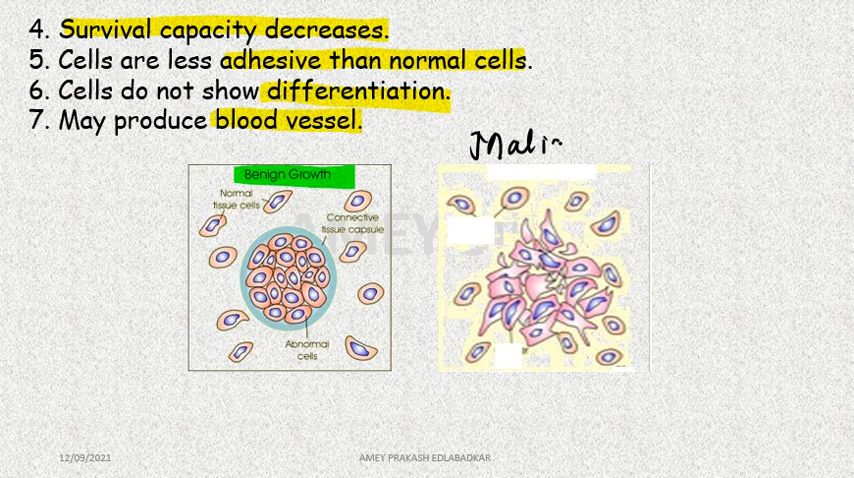 4. Survival capacity decreases.
5. Cells are less adhesive than normal cells.
6. Cells do not show differentiation.
7. May produce blood vessel.
Malin
Benign Growth
Normal
tissue cells
Connective
tissue capsule
Abnormal
cells
12/09/2021
AMEY PRAKASH EDLABADKAR